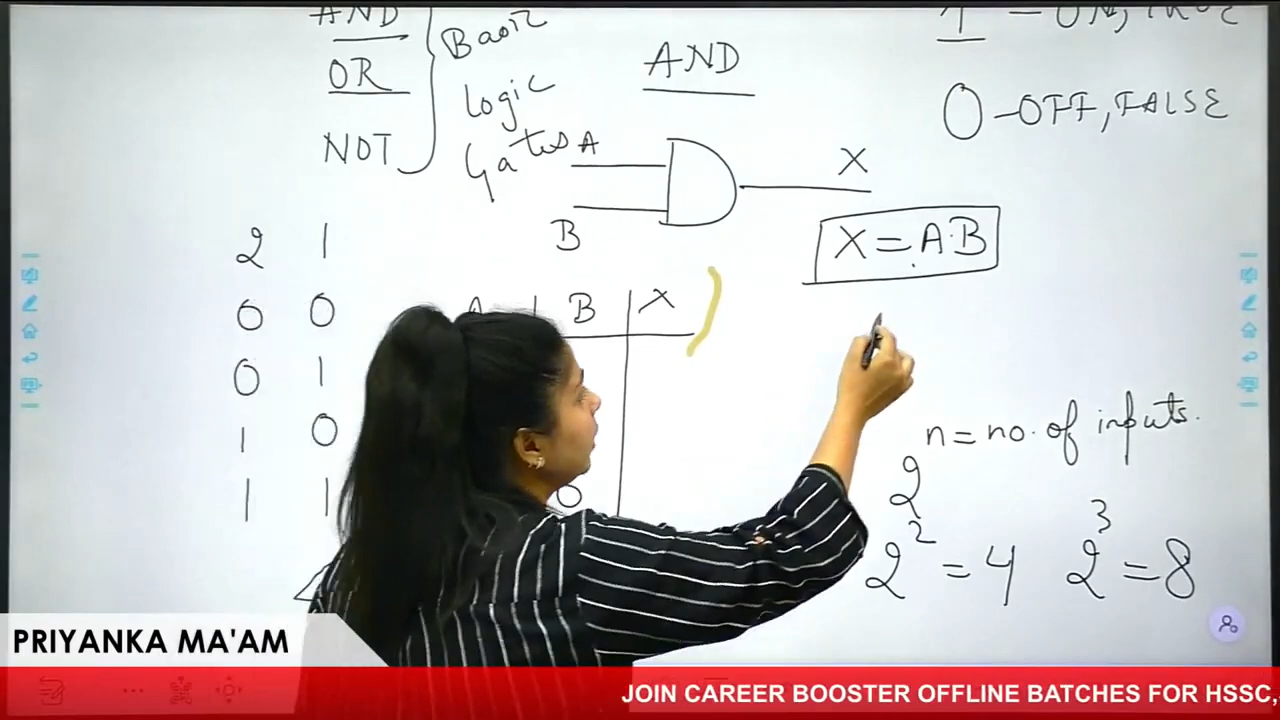 AND
OR
NOT
Basic
Logic
Gates
AND
1 - ON, TRUE
0 - OFF, FALSE
A
B
X
X = A.B
2 1
0 0
0 1
1 0
1 1
A B X
0
n = no. of inputs.
2
2² = 4 2³ = 8
PRIYANKA MA'AM
JOIN CAREER BOOSTER OFFLINE BATCHES FOR HSSC,